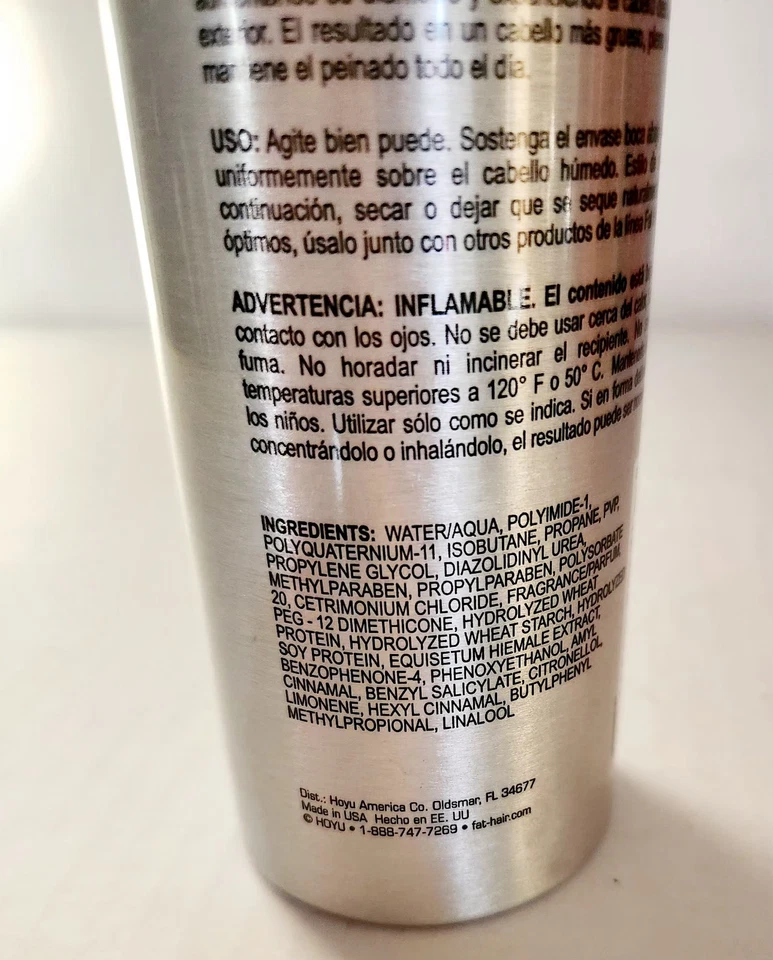 exterior. El resultado en un cabello más grueso,
mantiene el peinado todo el día.
USO: Agite bien puede. Sostenga el envase boca
uniformemente sobre el cabello húmedo. Estilo
continuación, secar o dejar que se seque
óptimos, úsalo junto con otros productos de la línea
ADVERTENCIA: INFLAMABLE. El contenido está
contacto con los ojos. No se debe usar cerca del
fuma. No horadar ni incinerar el recipiente. No
temperaturas superiores a 120° F o 50° C.
los niños. Utilizar sólo como se indica. Si en forma
concentrándolo o inhalándolo, el resultado puede ser
INGREDIENTS: WATER/AQUA, POLYIMIDE-1,
POLYQUATERNIUM-11, ISOBUTANE, PROPANE, PVP,
PROPYLENE GLYCOL, DIAZOLIDINYL UREA,
METHYLPARABEN, PROPYLPARABEN, POLYSORBATE
20, CETRIMONIUM CHLORIDE, FRAGRANCE/PARFUM,
PEG - 12 DIMETHICONE, HYDROLYZED WHEAT
PROTEIN, HYDROLYZED WHEAT STARCH, HYDROLYZED
SOY PROTEIN, EQUISETUM HIEMALE EXTRACT,
BENZOPHENONE-4, PHENOXYETHANOL, AMYL
CINNAMAL, BENZYL SALICYLATE, CITRONELLOL,
LIMONENE, HEXYL CINNAMAL, BUTYLPHENYL
METHYLPROPIONAL, LINALOOL
Dist.: Hoyu America Co. Oldsmar, FL 34677
Made in USA Hecho en EE. UU
© HOYU • 1-888-747-7269 • fat-hair.com